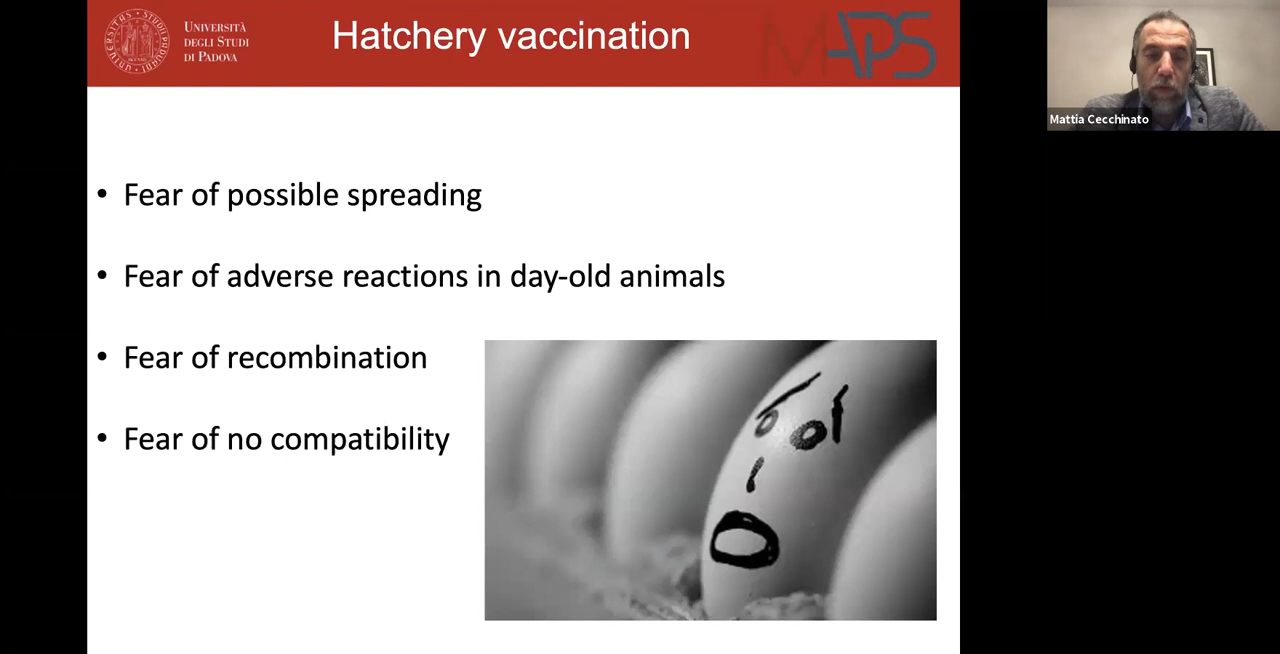 UNIVERSITÀ
DEGLI STUDI
DI PADOVA
Hatchery vaccination
MAPS
Mattia Cecchinato
• Fear of possible spreading
• Fear of adverse reactions in day-old animals
• Fear of recombination
• Fear of no compatibility